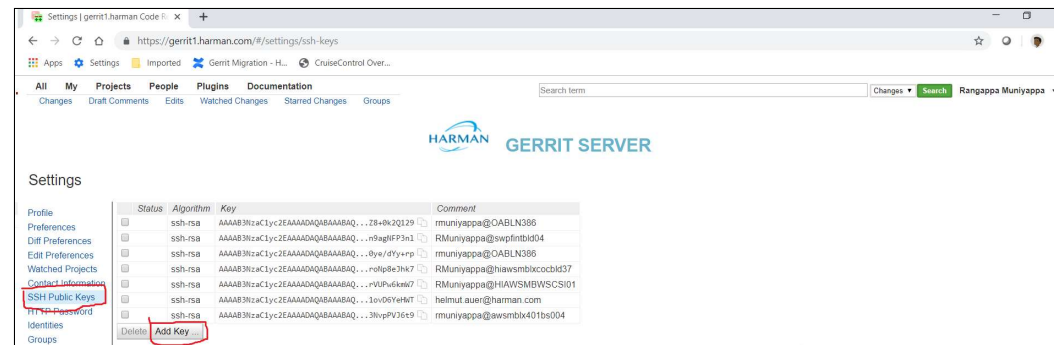 Settings | gerrit1.harman Code R
https://gerrit1.harman.com/#/settings/ssh-keys
Apps Settings Imported Gerrit Migration - H... CruiseControl Over...
All My Projects People Plugins Documentation
Changes Draft Comments Edits Watched Changes Starred Changes Groups
Search term Changes ▼ Search Rangappa Muniyappa
HARMAN GERRIT SERVER
Settings
Profile
Preferences
Diff Preferences
Edit Preferences
Watched Projects
Contact Information
SSH Public Keys
HTTP Password
Identities
Groups
Status Algorithm Key Comment
ssh-rsa AAAAB3NzaC1yc2EAAAADAQABAAABAQ...Z8+0k2Q129 rmuniyappa@OABLN386
ssh-rsa AAAAB3NzaC1yc2EAAAADAQABAAABAQ...n9agNFP3nl RMuniyappa@swpfintbld04
ssh-rsa AAAAB3NzaC1yc2EAAAADAQABAAABAQ...0ye/dYy+rp rmuniyappa@OABLN386
ssh-rsa AAAAB3NzaC1yc2EAAAADAQABAAABAQ...roNp8eJhk7 RMuniyappa@hiawsmblxcocbld37
ssh-rsa AAAAB3NzaC1yc2EAAAADAQABAAABAQ...rVUPw6kmW7 RMuniyappa@HIAWSMBWSCSI01
ssh-rsa AAAAB3NzaC1yc2EAAAADAQABAAABAQ...1ovD6YeHWT helmut.auer@harman.com
ssh-rsa AAAAB3NzaC1yc2EAAAADAQABAAABAQ...3NvpPVJ6t9 rmuniyappa@awsmblx401bs004
Delete Add Key ...